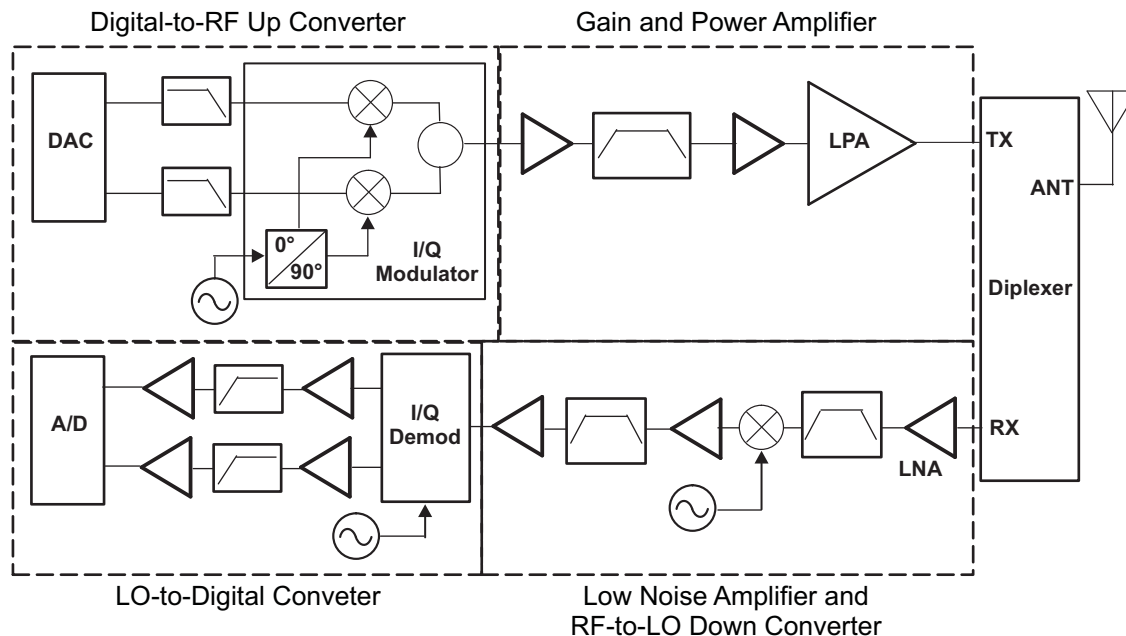 Digital-to-RF Up Converter
Gain and Power Amplifier
DAC
LPA
TX
ANT
0°
90°
I/Q
Modulator
Diplexer
A/D
I/Q
Demod
LNA
RX
LO-to-Digital Conveter
Low Noise Amplifier and
RF-to-LO Down Converter